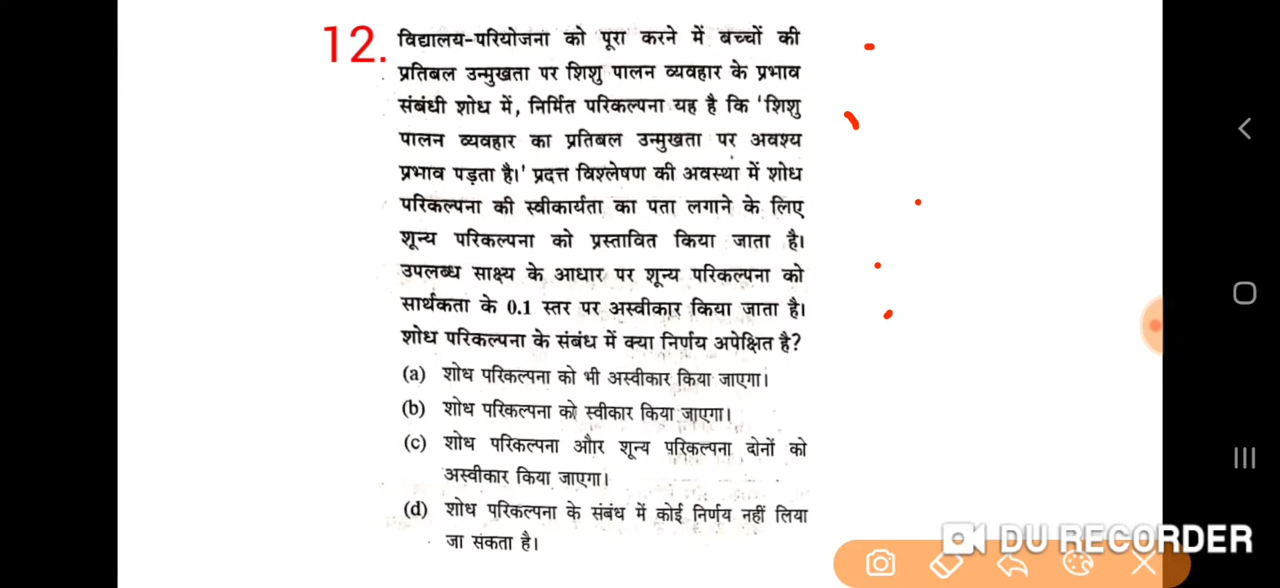 12.
विद्यालय-परियोजना को पूरा करने में बच्चों की
प्रतिबल उन्मुखता पर शिशु पालन व्यवहार के प्रभाव
संबंधी शोध में, निर्मित परिकल्पना यह है कि 'शिशु
पालन व्यवहार का प्रतिबल उन्मुखता पर अवश्य
प्रभाव पड़ता है।' प्रदत्त विश्लेषण की अवस्था में शोध
परिकल्पना की स्वीकार्यता का पता लगाने के लिए
शून्य परिकल्पना को प्रस्तावित किया जाता है।
उपलब्ध साक्ष्य के आधार पर शून्य परिकल्पना को
सार्थकता के 0.1 स्तर पर अस्वीकार किया जाता है।
शोध परिकल्पना के संबंध में क्या निर्णय अपेक्षित है?
(a) शोध परिकल्पना को भी अस्वीकार किया जाएगा।
(b) शोध परिकल्पना को स्वीकार किया जाएगा।
(c) शोध परिकल्पना और शून्य परिकल्पना दोनों को
अस्वीकार किया जाएगा।
(d) शोध परिकल्पना के संबंध में कोई निर्णय नहीं लिया
जा सकता है।
DU RECORDER